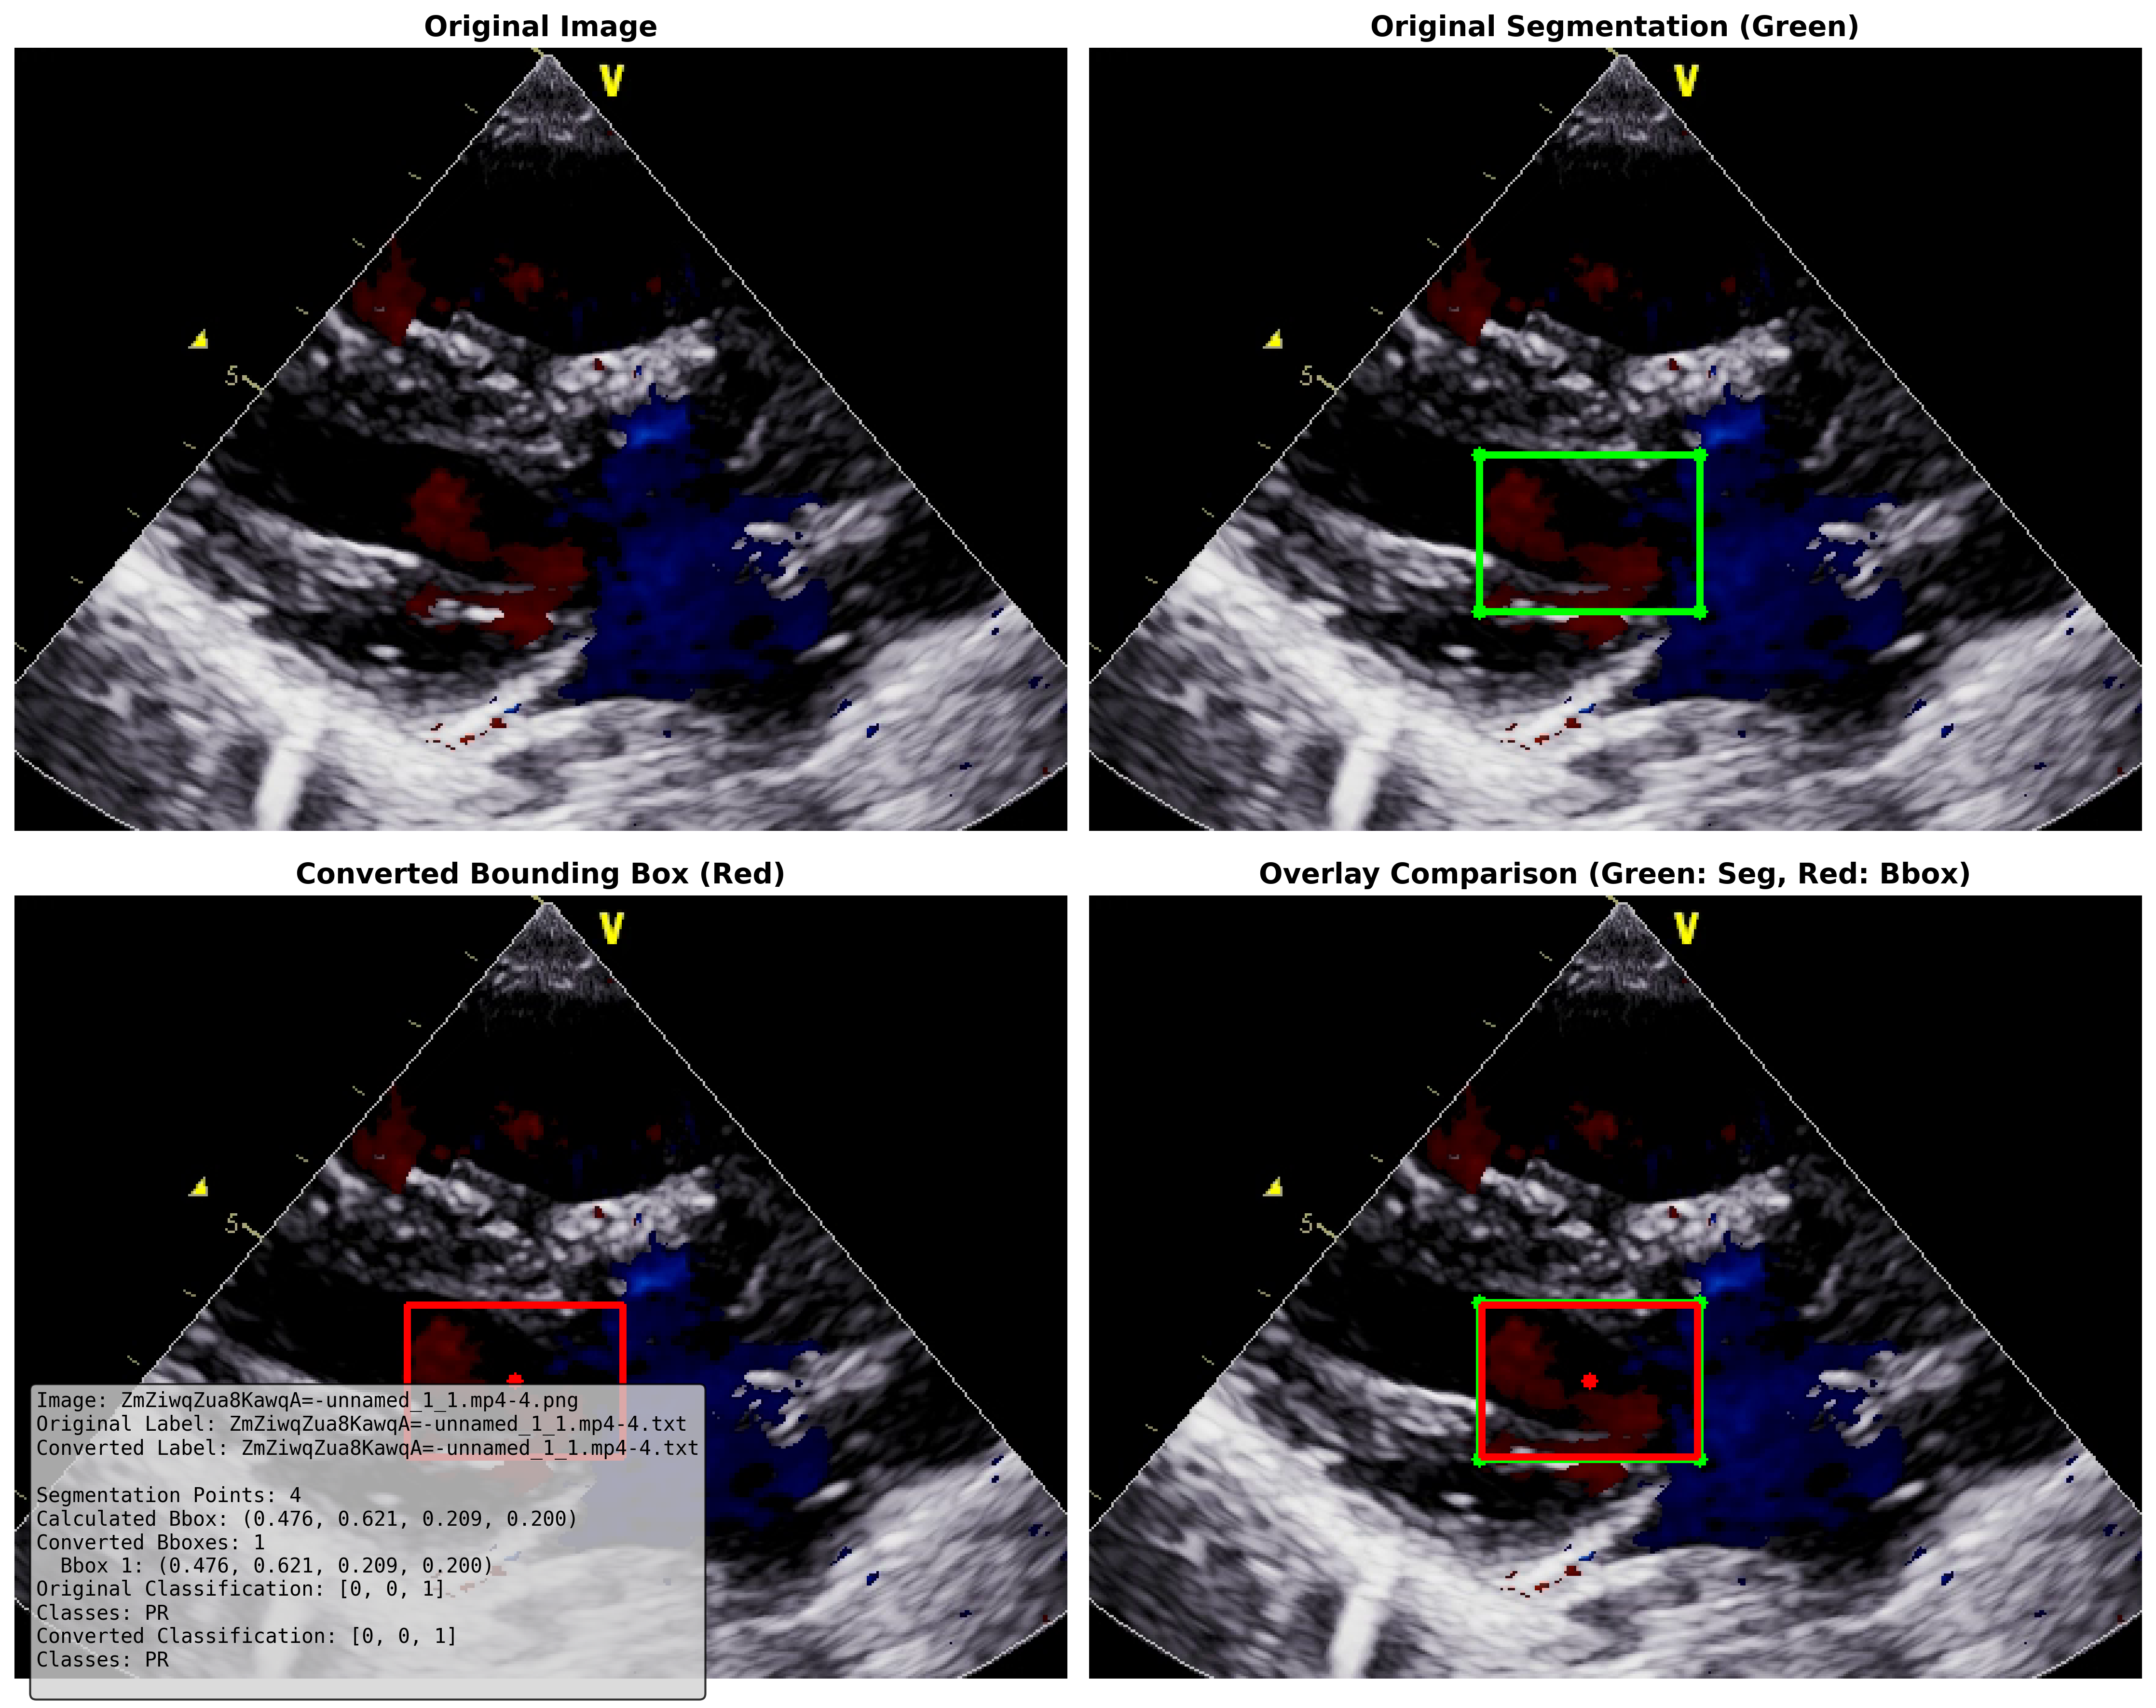 Original Image
Original Segmentation (Green)
V
V
5
5
Converted Bounding Box (Red)
Overlay Comparison (Green: Seg, Red: Bbox)
V
V
5
5
Image: ZmZiwqZua8KawqA=-unnamed_1_1.mp4-4.png
Original Label: ZmZiwqZua8KawqA=-unnamed_1_1.mp4-4.txt
Converted Label: ZmZiwqZua8KawqA=-unnamed_1_1.mp4-4.txt
Segmentation Points: 4
Calculated Bbox: (0.476, 0.621, 0.209, 0.200)
Converted Bboxes: 1
Bbox 1: (0.476, 0.621, 0.209, 0.200)
Original Classification: [0, 0, 1]
Classes: PR
Converted Classification: [0, 0, 1]
Classes: PR